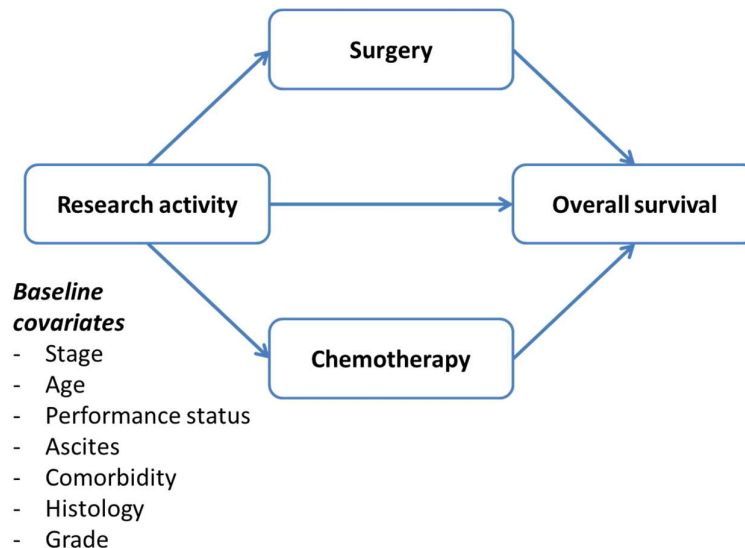 Surgery
Research activity
Overall survival
Chemotherapy
Baseline
covariates
- Stage
- Age
- Performance status
- Ascites
- Comorbidity
- Histology
- Grade